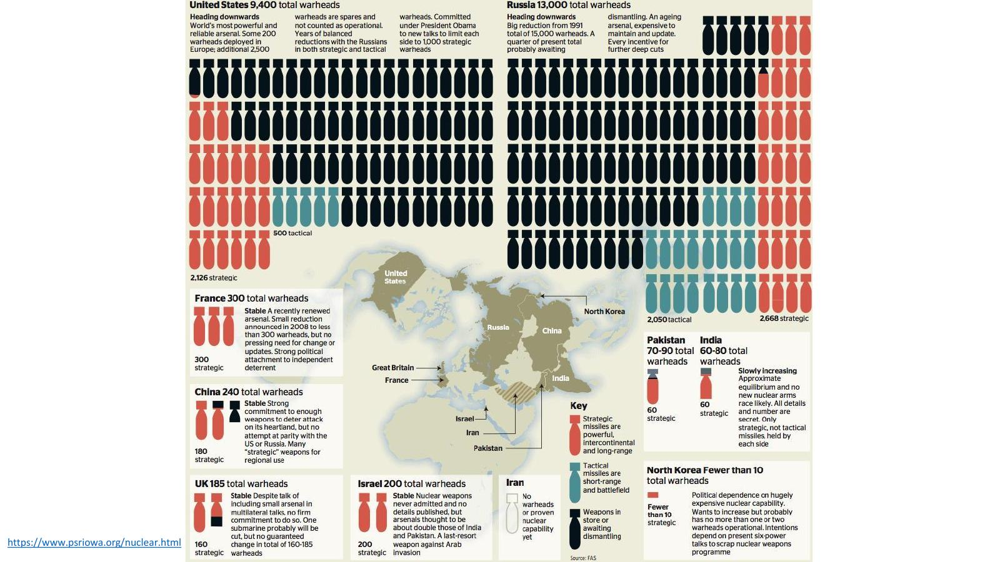 United States 9,400 total warheads
Heading downwards
World's most powerful and
reliable arsenal. Some 200
warheads deployed in
Europe; additional 2,500
warheads are spares and
not counted as operational.
Years of balanced
reductions with the Russians
in both strategic and tactical
warheads. Committed
under President Obama
to new talks to limit each
side to 1,000 strategic
warheads
500 tactical
2,126 strategic
Russia 13,000 total warheads
Heading downwards
Big reduction from 1991
total of 15,000 warheads. A
quarter of present total
probably awaiting
dismantling. An ageing
arsenal, expensive to
maintain and update.
Every incentive for
further deep cuts
2,050 tactical
2,668 strategic
France 300 total warheads
300
strategic
Stable A recently renewed
arsenal. Small reduction
announced in 2008 to less
than 300 warheads, but no
pressing need for change or
updates. Strong political
attachment to independent
deterrent
China 240 total warheads
180
strategic
Stable Strong
commitment to enough
weapons to deter attack
on its heartland, but no
attempt at parity with the
US or Russia. Many
"strategic" weapons for
regional use
UK 185 total warheads
160
strategic
Stable Despite talk of
including small arsenal in
multilateral talks, no firm
commitment to do so. One
submarine probably will be
cut, but no guaranteed
change in total of 160-185
warheads
Israel 200 total warheads
200
strategic
Stable Nuclear weapons
never admitted and no
details published, but
arsenals thought to be
about double those of India
and Pakistan. A last-resort
weapon against Arab
invasion
Iran
No
warheads
or proven
nuclear
capability
yet
United
States
Russia
China
India
North Korea
Great Britain
France
Israel
Iran
Pakistan
Key
Strategic
missiles are
powerful,
intercontinental
and long-range
Tactical
missiles are
short-range
and battlefield
Weapons in
store or
awaiting
dismantling
Source: FAS
Pakistan
70-90 total
warheads
60
strategic
India
60-80 total
warheads
60
strategic
Slowly increasing
Approximate
equilibrium and no
new nuclear arms
race likely. All details
and number are
secret. Only
strategic, not tactical
missiles, held by
each side
North Korea Fewer than 10
total warheads
Fewer
than 10
strategic
Political dependence on hugely
expensive nuclear capability.
Wants to increase but probably
has no more than one or two
warheads operational. Intentions
depend on present six-power
talks to scrap nuclear weapons
programme
https://www.psriowa.org/nuclear.html